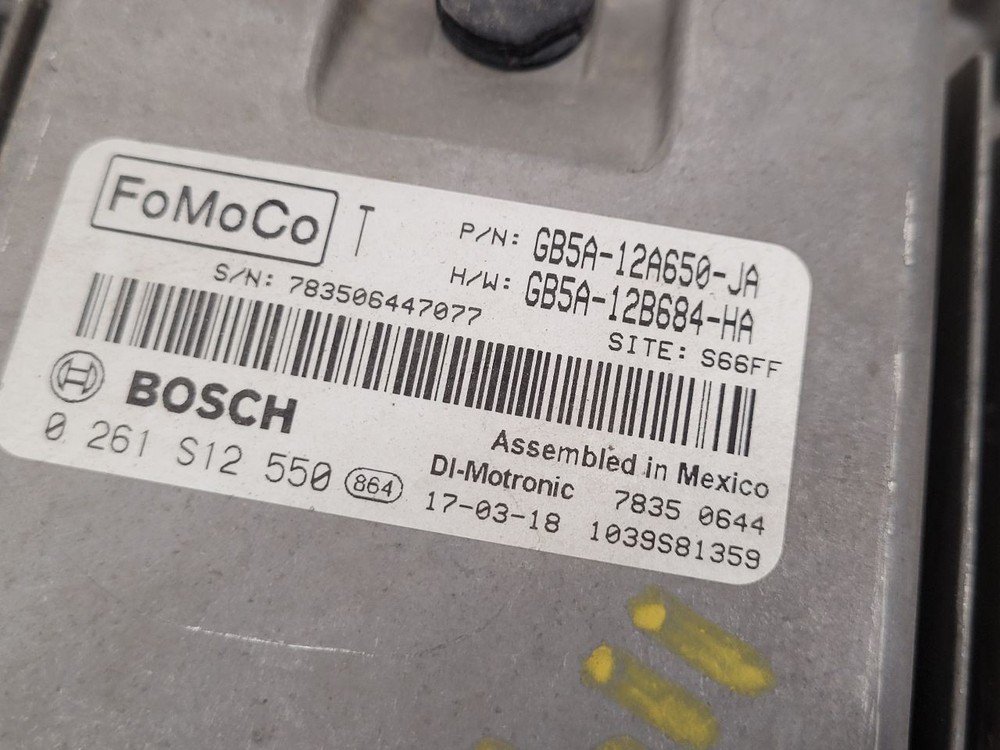 FoMoCo T
P/N: GB5A-12A650-JA
H/W: GB5A-12B684-HA
S/N: 783506447077
SITE: S66FF
BOSCH
Assembled in Mexico
0 261 S12 550 864
DI-Motronic 7835 0644
17-03-18 1039S81359